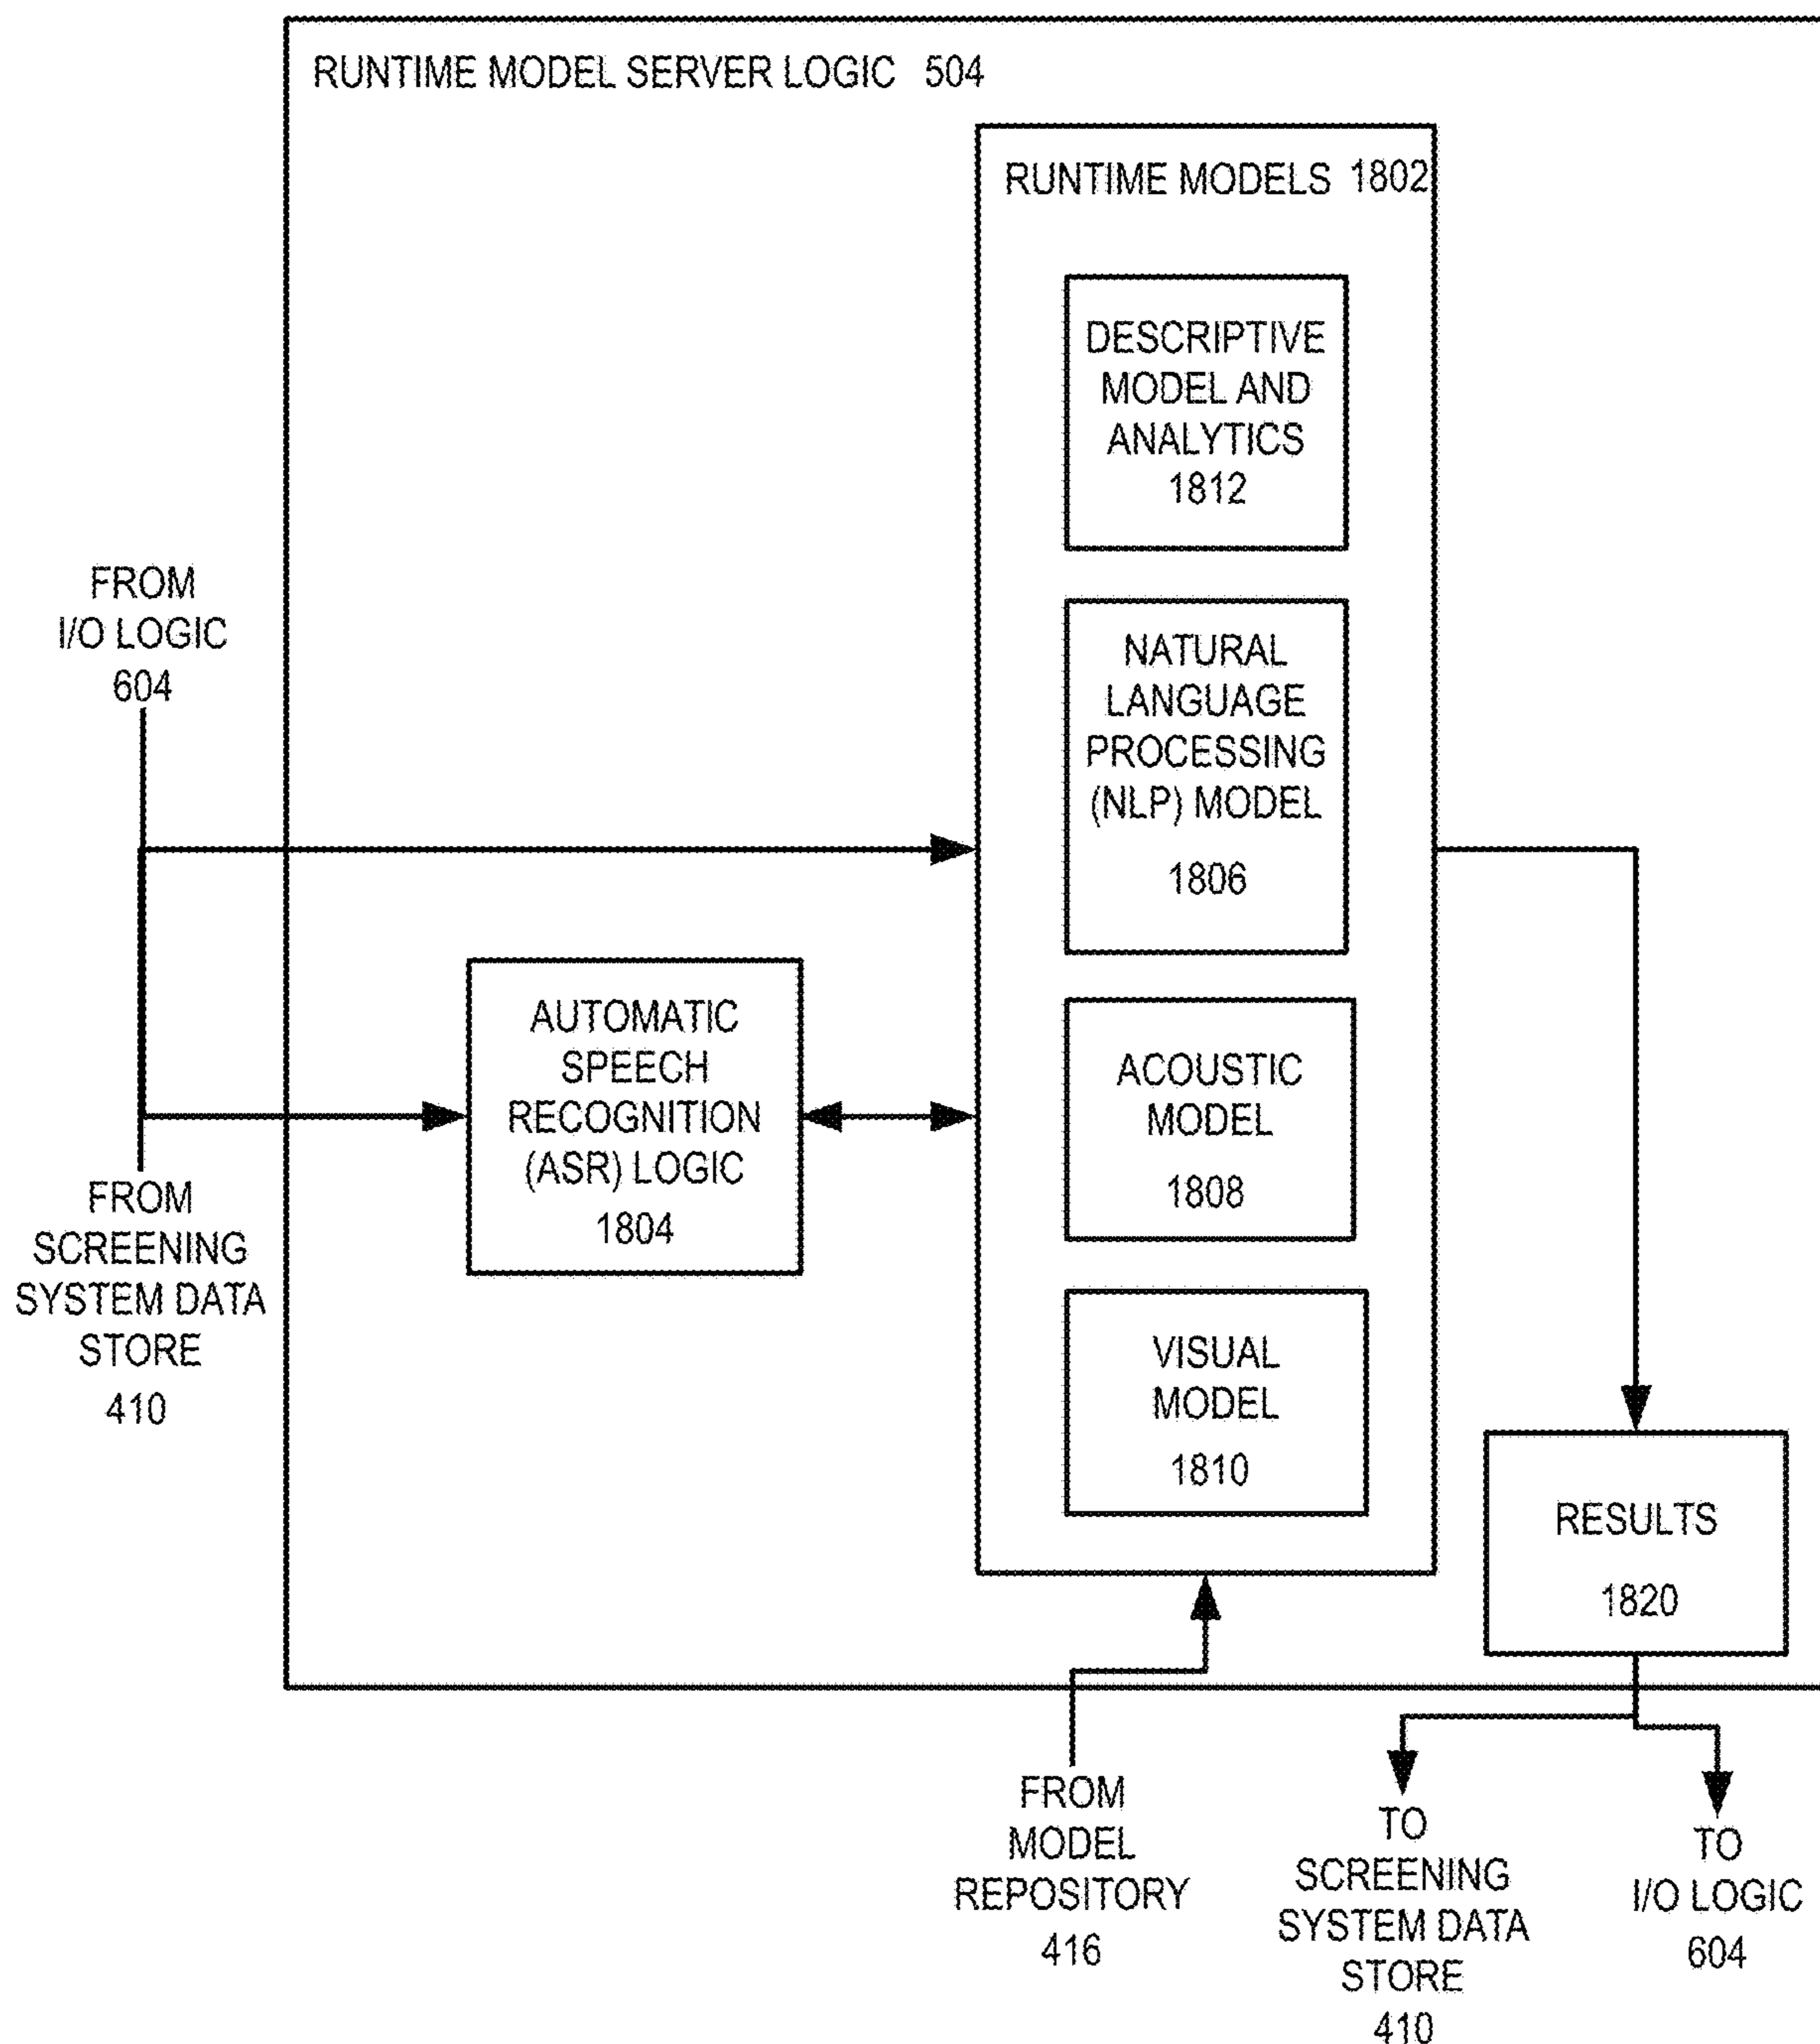 RUNTIME MODEL SERVER LOGIC 504
RUNTIME MODELS 1802
DESCRIPTIVE
MODEL AND
ANALYTICS
1812
FROM
I/O LOGIC
604
NATURAL
LANGUAGE
PROCESSING
(NLP) MODEL
1806
AUTOMATIC
SPEECH
RECOGNITION
(ASR) LOGIC
1804
ACOUSTIC
MODEL
1808
FROM
SCREENING
SYSTEM DATA
STORE
410
VISUAL
MODEL
1810
RESULTS
1820
FROM
MODEL
REPOSITORY
416
TO
SCREENING
SYSTEM DATA
STORE
410
TO
I/O LOGIC
604